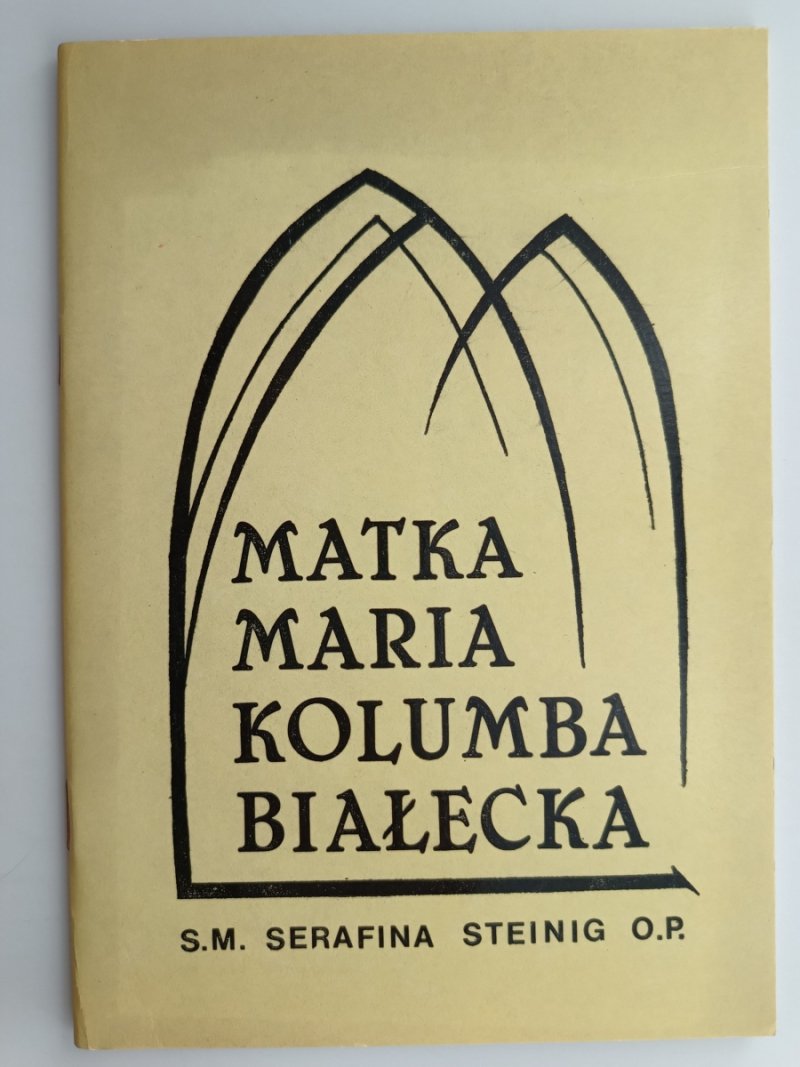 MATKA
MARIA
KOLUMBA
BIAŁECKA
S.M. SERAFINA STEINIG O.P.